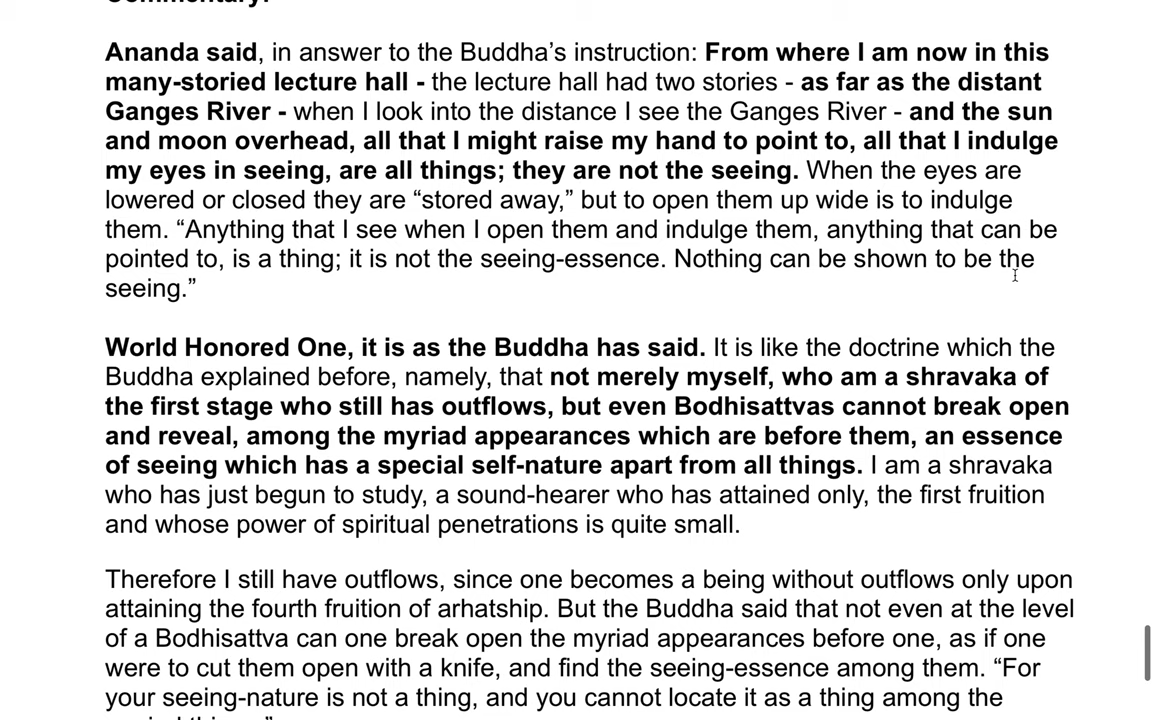 Commentary:
Ananda said, in answer to the Buddha’s instruction: From where I am now in this
many-storied lecture hall - the lecture hall had two stories - as far as the distant
Ganges River - when I look into the distance I see the Ganges River - and the sun
and moon overhead, all that I might raise my hand to point to, all that I indulge
my eyes in seeing, are all things; they are not the seeing. When the eyes are
lowered or closed they are “stored away,” but to open them up wide is to indulge
them. “Anything that I see when I open them and indulge them, anything that can be
pointed to, is a thing; it is not the seeing-essence. Nothing can be shown to be the
seeing.”
World Honored One, it is as the Buddha has said. It is like the doctrine which the
Buddha explained before, namely, that not merely myself, who am a shravaka of
the first stage who still has outflows, but even Bodhisattvas cannot break open
and reveal, among the myriad appearances which are before them, an essence
of seeing which has a special self-nature apart from all things. I am a shravaka
who has just begun to study, a sound-hearer who has attained only, the first fruition
and whose power of spiritual penetrations is quite small.
Therefore I still have outflows, since one becomes a being without outflows only upon
attaining the fourth fruition of arhatship. But the Buddha said that not even at the level
of a Bodhisattva can one break open the myriad appearances before one, as if one
were to cut them open with a knife, and find the seeing-essence among them. “For
your seeing-nature is not a thing, and you cannot locate it as a thing among the